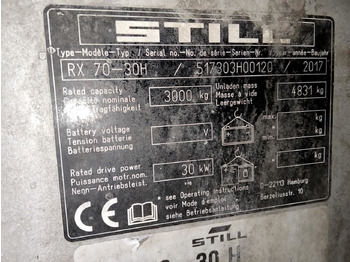 STILL
Type-Modèle-Typ / Serial no.-No de série-Serien-Nr. / année-Baujahr
RX 70-30H / 517303H00120 / 2017
Rated capacity
nominale
Tragfähigkeit
3000 kg
Unladen mass
Masse à vide
Leergewicht
4831 kg
Battery voltage
Tension batterie
Batteriespannung
V
kg
kg
Rated drive power
Puissance motr.nom.
Nenn-Antriebsleist.
30 kW
kg
* see Operating instructions
voir Mode d'emploi
siehe Betriebsanleitung
D-22113 Hamburg
Berzeliusstr. 10
STILL
30 H